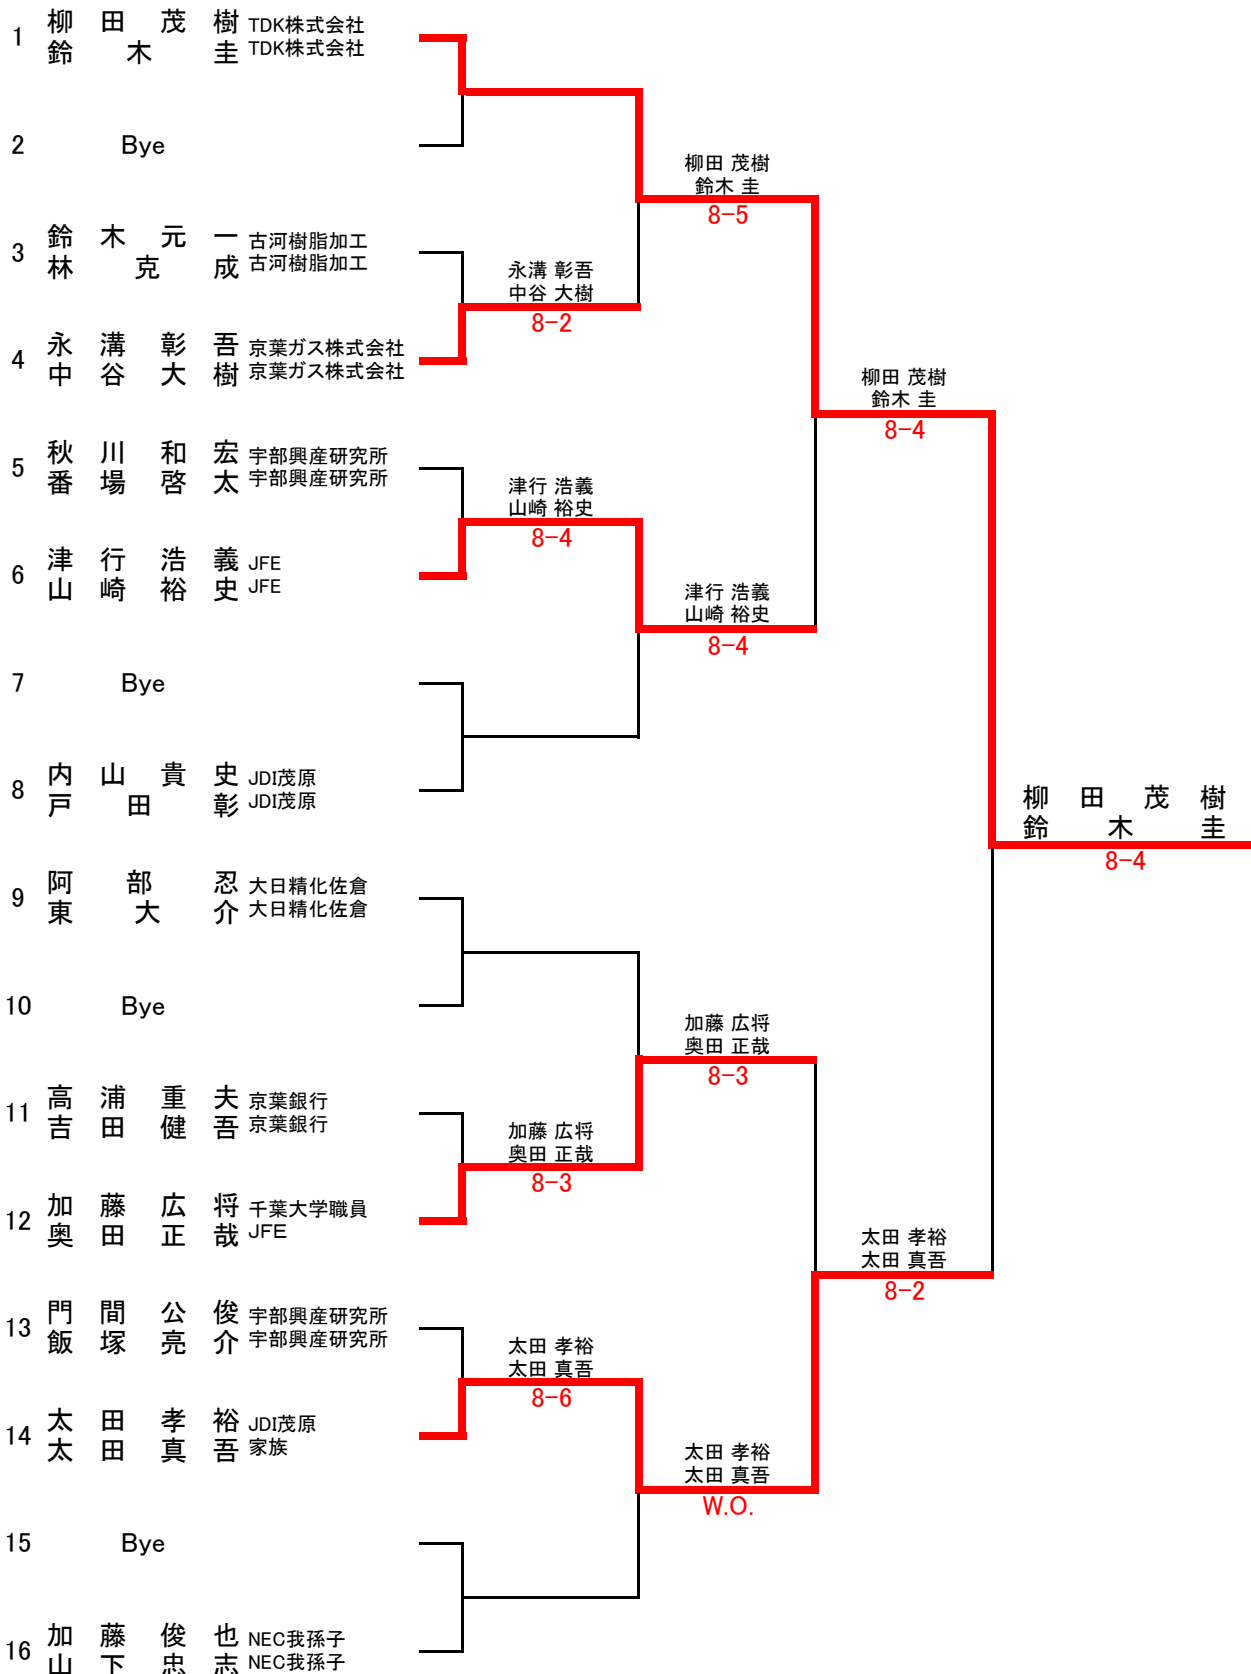 1 柳田茂樹 TDK株式会社
鈴木圭 TDK株式会社
2 Bye
柳田 茂樹
鈴木 圭
8-5
3 鈴木元一 古河樹脂加工
林克成 古河樹脂加工
永溝 彰吾
中谷 大樹
8-2
4 永溝彰吾 京葉ガス株式会社
中谷大樹 京葉ガス株式会社
柳田 茂樹
鈴木 圭
8-4
5 秋川和宏 宇部興産研究所
番場啓太 宇部興産研究所
津行 浩義
山崎 裕史
8-4
6 津行浩義 JFE
山崎裕史 JFE
津行 浩義
山崎 裕史
8-4
7 Bye
8 内山貴史 JDI茂原
戸田彰 JDI茂原
柳田茂樹
鈴木圭
8-4
9 阿部忍 大日精化佐倉
東大介 大日精化佐倉
10 Bye
加藤 広将
奥田 正哉
8-3
11 高浦重夫 京葉銀行
吉田健吾 京葉銀行
加藤 広将
奥田 正哉
8-3
12 加藤広将 千葉大学職員
奥田正哉 JFE
太田 孝裕
太田 真吾
8-2
13 門間公俊 宇部興産研究所
飯塚亮介 宇部興産研究所
太田 孝裕
太田 真吾
8-6
14 太田孝裕 JDI茂原
太田真吾 家族
太田 孝裕
太田 真吾
W.O.
15 Bye
16 加藤俊也 NEC我孫子
山下忠志 NEC我孫子